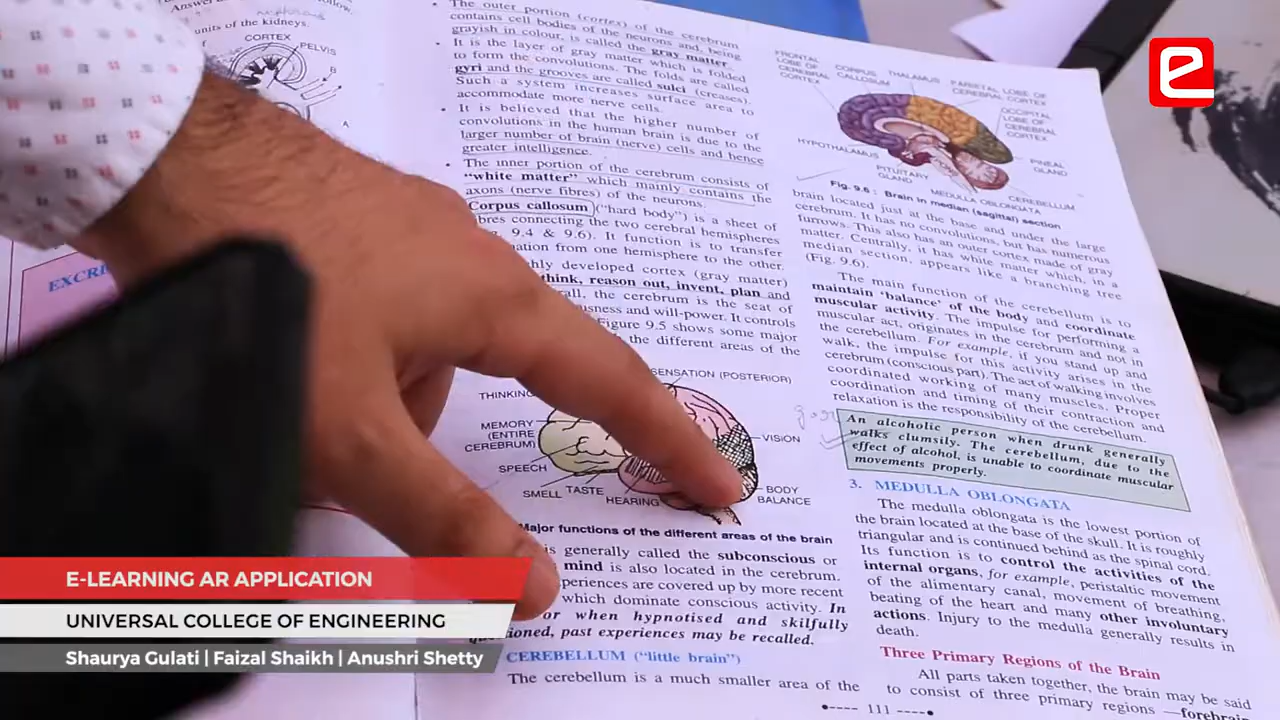 Answer
follow.
units of the kidneys.
CORTEX
PELVIS
B
A
EXCRE
The outer portion (cortex) of the cerebrum
contains cell bodies of the neurons and, being
grayish in colour, is called the gray matter
• It is the layer of gray matter which is folded
to form the convolutions. The folds are called
gyri and the grooves are called sulci (creases).
Such a system increases surface area to
accommodate more nerve cells.
• It is believed that the higher number of
convolutions in the human brain is due to the
larger number of brain (nerve) cells and hence
greater intelligence.
• The inner portion of the cerebrum consists of
"white matter" which mainly contains the
axons (nerve fibres) of the neurons.
Corpus callosum ("hard body") is a sheet of
fibres connecting the two cerebral hemispheres
9.4 & 9.6). It function is to transfer
ation from one hemisphere to the other.
hly developed cortex (gray matter)
think, reason out, invent, plan and
all, the cerebrum is the seat of
ousness and will-power. It controls
Figure 9.5 shows some major
the different areas of the
SENSATION (POSTERIOR)
THINKING
MEMORY
(ENTIRE
CEREBRUM)
VISION
SPEECH
SMELL TASTE
HEARING
BODY
BALANCE
Major functions of the different areas of the brain
is generally called the subconscious or
mind is also located in the cerebrum.
periences are covered up by more recent
which dominate conscious activity. In
or when hypnotised and skilfully
ioned, past experiences may be recalled.
CEREBELLUM ("little brain")
The cerebellum is a much smaller area of the
FRONTAL
LOBE OF
CEREBRAL
CORTEX
CORPUS
CALLOSUM
THALAMUS
PARIETAL LOBE OF
CEREBRAL CORTEX
OCCIPITAL
LOBE OF
CEREBRAL
CORTEX
HYPOTHALAMUS
PITUITARY
GLAND
PINEAL
GLAND
MEDULLA OBLONGATA
CEREBELLUM
Fig. 9.6 : Brain in median (sagittal) section
brain located just at the base and under the large
cerebrum. It has no convolutions, but has numerous
furrows. This also has an outer cortex made of gray
matter. Centrally, it has white matter which, in a
median section, appears like a branching tree
(Fig. 9.6).
The main function of the cerebellum is to
maintain 'balance' of the body and coordinate
muscular activity. The impulse for performing a
muscular act, originates in the cerebrum and not in
the cerebellum. For example, if you stand up and
walk, the impulse for this activity arises in the
cerebrum (conscious part). The act of walking involves
coordinated working of many muscles. Proper
coordination and timing of their contraction and
relaxation is the responsibility of the cerebellum.
An alcoholic person when drunk generally
walks clumsily. The cerebellum, due to the
effect of alcohol, is unable to coordinate muscular
movements properly.
3. MEDULLA OBLONGATA
The medulla oblongata is the lowest portion of
the brain located at the base of the skull. It is roughly
triangular and is continued behind as the spinal cord.
Its function is to control the activities of the
internal organs, for example, peristaltic movement
of the alimentary canal, movement of breathing,
beating of the heart and many other involuntary
actions. Injury to the medulla generally results in
death.
Three Primary Regions of the Brain
All parts taken together, the brain may be said
to consist of three primary regions —forebrain
111
e
E-LEARNING AR APPLICATION
UNIVERSAL COLLEGE OF ENGINEERING
Shaurya Gulati | Faizal Shaikh | Anushri Shetty